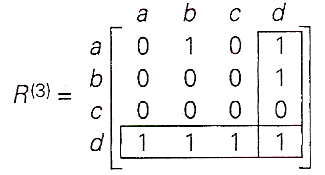 a b c d
a 0 1 0 1
b 0 0 0 1
R(3) = c 0 0 0 0
d 1 1 1 1